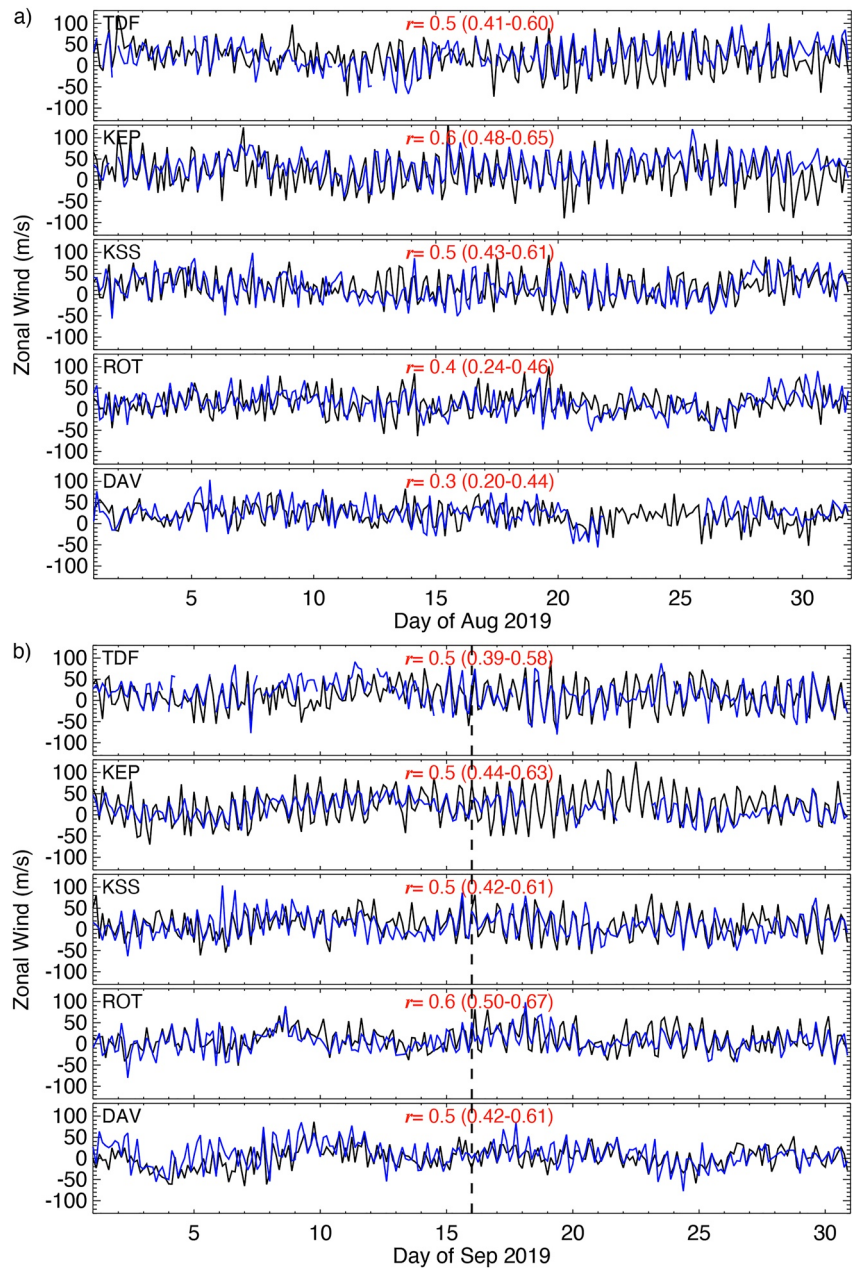 a)
TDF
r= 0.5 (0.41-0.60)
100
50
0
-50
-100
KEP
r= 0.6 (0.48-0.65)
100
50
0
-50
-100
KSS
r= 0.5 (0.43-0.61)
100
50
0
-50
-100
ROT
r= 0.4 (0.24-0.46)
100
50
0
-50
-100
DAV
r= 0.3 (0.20-0.44)
100
50
0
-50
-100
Zonal Wind (m/s)
5 10 15 20 25 30
Day of Aug 2019
b)
TDF
r= 0.5 (0.39-0.58)
100
50
0
-50
-100
KEP
r= 0.5 (0.44-0.63)
100
50
0
-50
-100
KSS
r= 0.5 (0.42-0.61)
100
50
0
-50
-100
ROT
r= 0.6 (0.50-0.67)
100
50
0
-50
-100
DAV
r= 0.5 (0.42-0.61)
100
50
0
-50
-100
Zonal Wind (m/s)
5 10 15 20 25 30
Day of Sep 2019